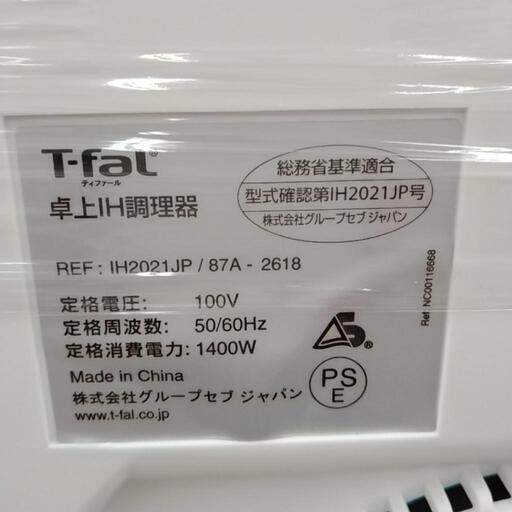 T-fal®
ティファール
卓上IH調理器
総務省基準適合
型式確認第IH2021JP号
株式会社グループセブ ジャパン
REF : IH2021JP / 87A - 2618
定格電圧: 100V
定格周波数: 50/60Hz
定格消費電力: 1400W
Made in China
株式会社グループセブ ジャパン
www.t-fal.co.jp
S®
PS
E
Ref: NC00116668